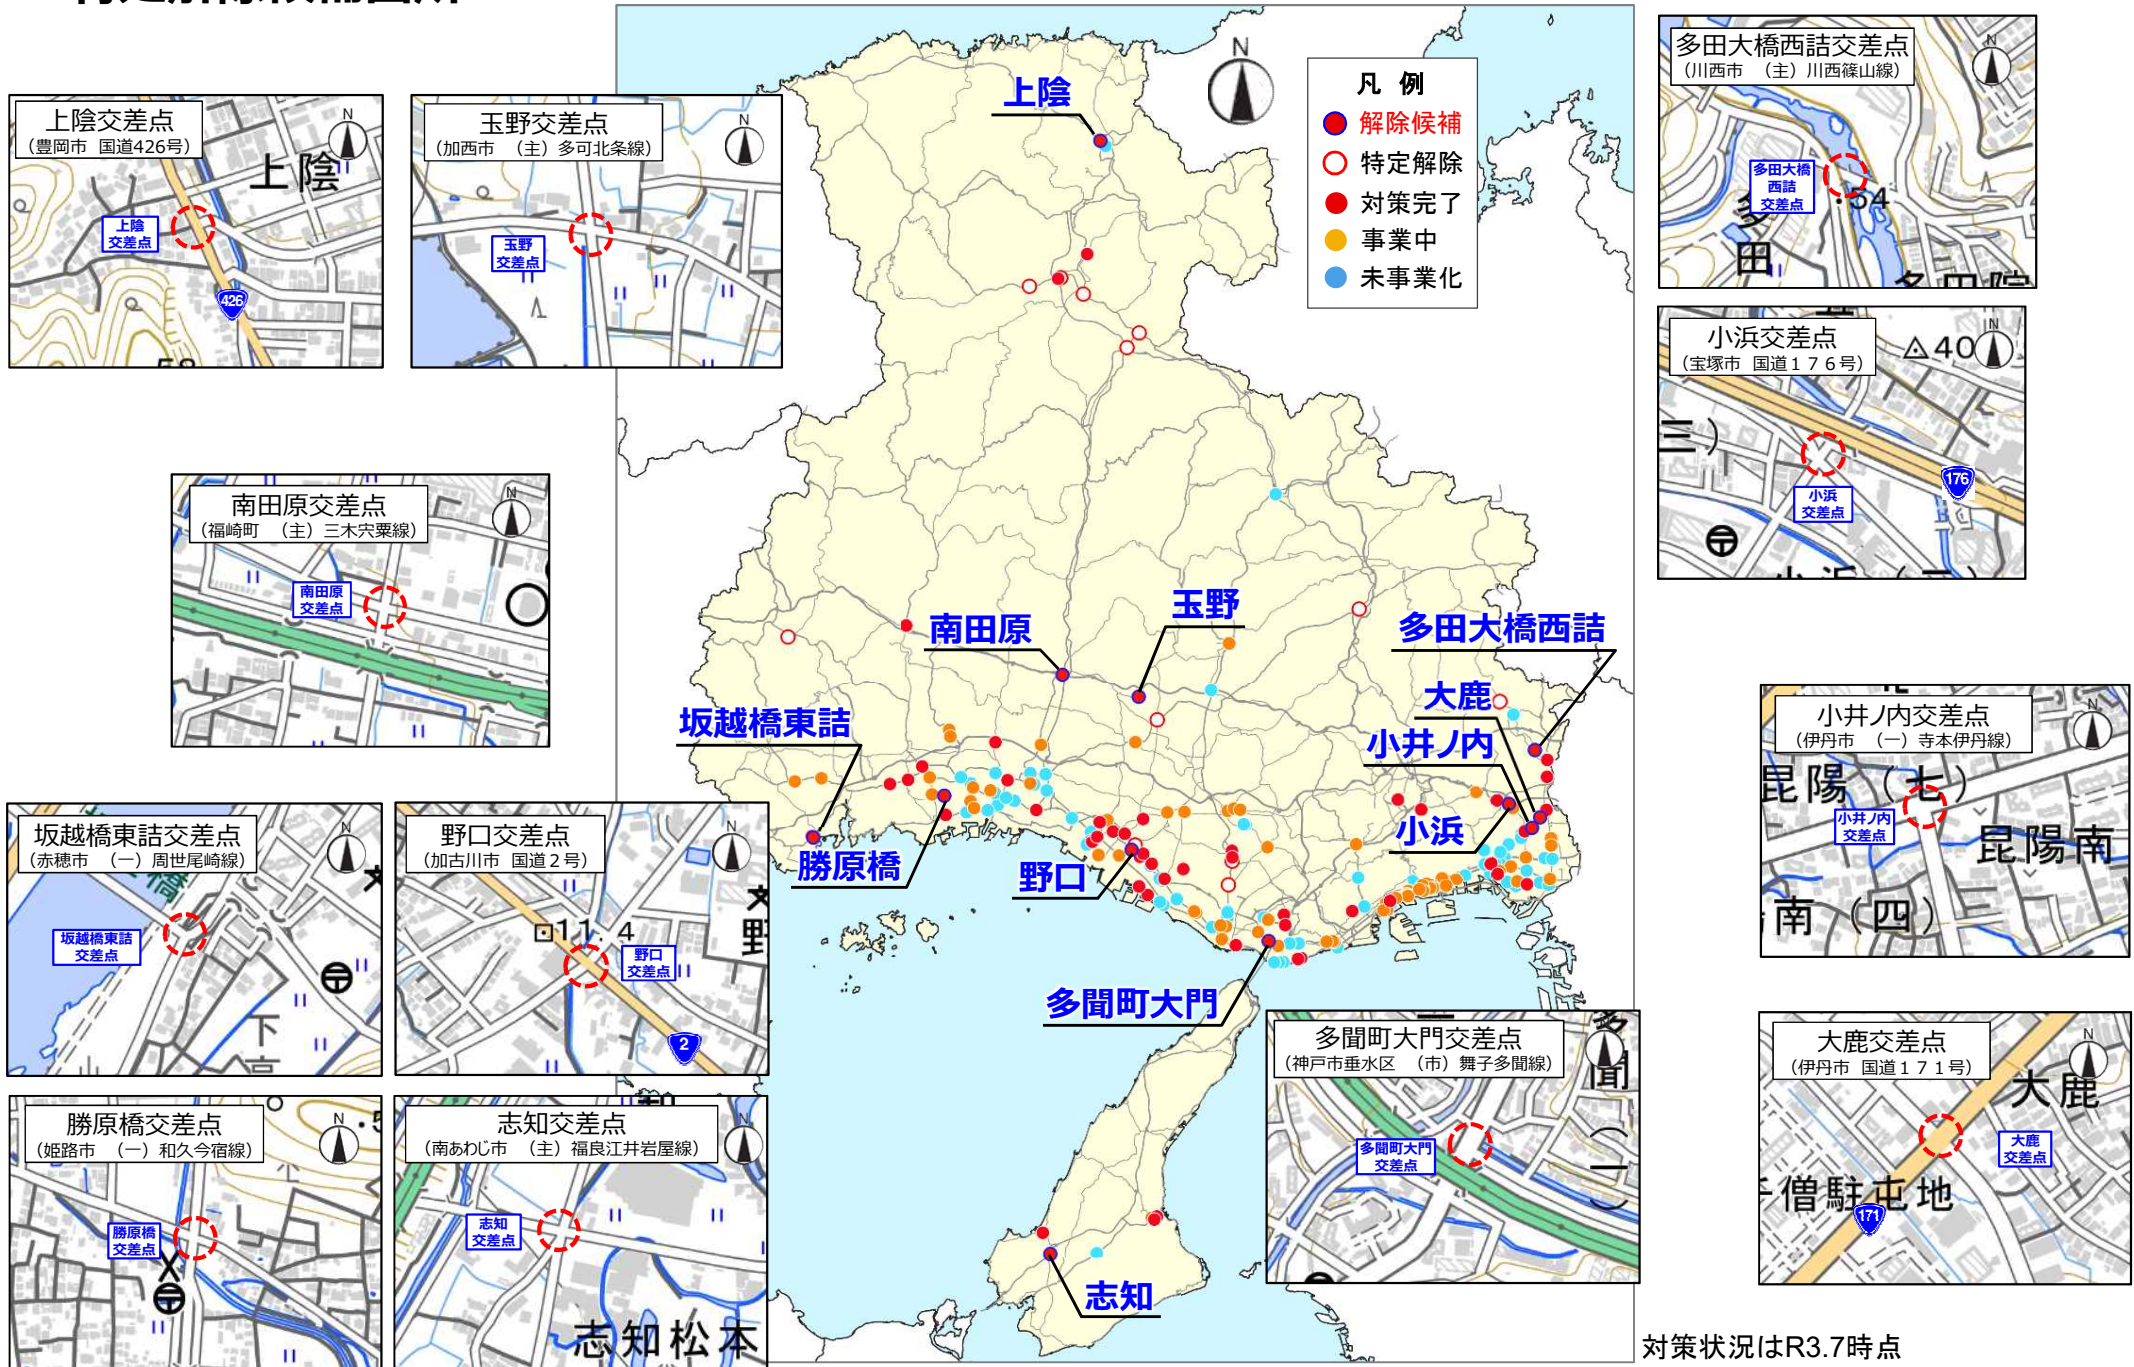 上陰交差点
（豊岡市 国道426号）
上陰
上陰
交差点
426
玉野交差点
（加西市 （主）多可北条線）
玉野
交差点
南田原交差点
（福崎町 （主）三木宍粟線）
南田原
交差点
坂越橋東詰交差点
（赤穂市 （一）周世尾崎線）
坂越橋東詰
交差点
下
野口交差点
（加古川市 国道２号）
11.4
野
野口
交差点
2
勝原橋交差点
（姫路市 （一）和久今宿線）
勝原橋
交差点
志知交差点
（南あわじ市 （主）福良江井岩屋線）
志知
交差点
志知松本
N
凡 例
解除候補
特定解除
対策完了
事業中
未事業化
上陰
南田原
玉野
多田大橋西詰
大鹿
坂越橋東詰
小井ノ内
小浜
勝原橋
野口
多聞町大門
志知
多聞町大門交差点
（神戸市垂水区 （市）舞子多聞線）
多聞町大門
交差点
聞
（一）
多田大橋西詰交差点
（川西市 （主）川西篠山線）
多田大橋
西詰
交差点
54
多
田
多田院
小浜交差点
（宝塚市 国道１７６号）
40
三）
176
小浜
交差点
小井ノ内交差点
（伊丹市 （一）寺本伊丹線）
昆陽（七）
小井ノ内
交差点
昆陽南
南（四）
大鹿交差点
（伊丹市 国道１７１号）
大鹿
大鹿
交差点
僧駐屯地
171
対策状況はR3.7時点